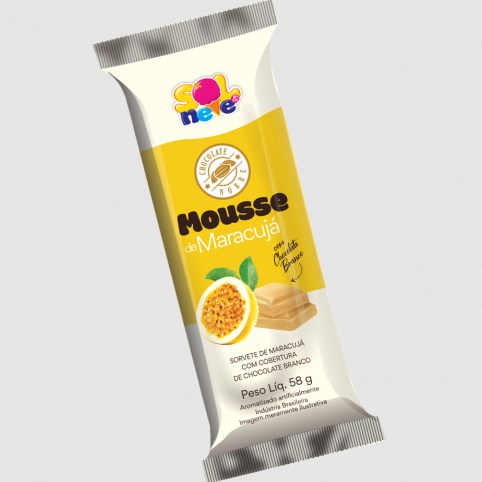 SOL
neve
CHOCOLATE
NOBRE
Mousse
de Maracujá
com
Chocolate
Branco
SORVETE DE MARACUJÁ
COM COBERTURA
DE CHOCOLATE BRANCO
Peso Líq. 58 g
Aromatizado artificialmente
Indústria Brasileira
Imagem meramente ilustrativa